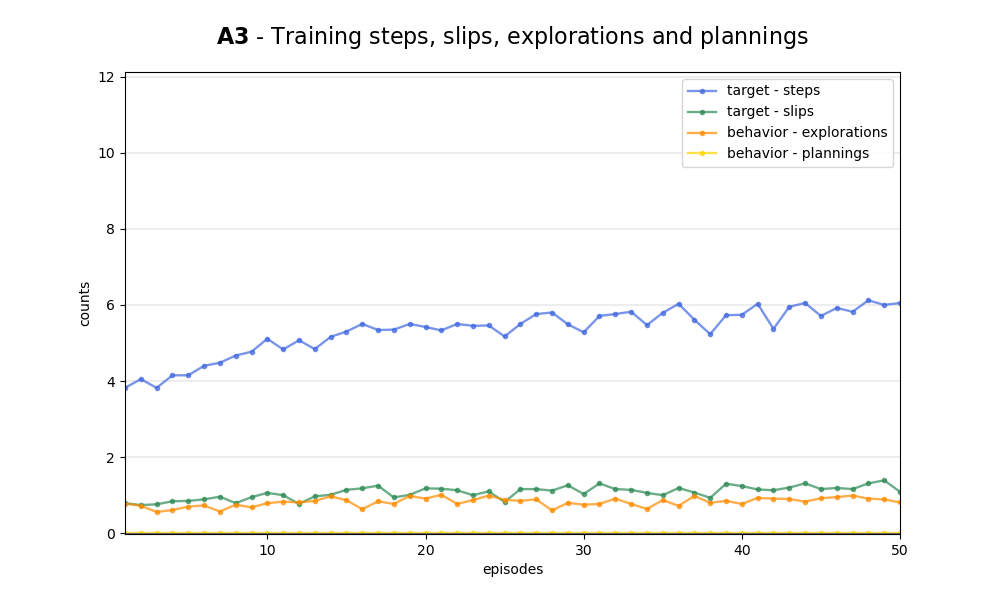 A3 - Training steps, slips, explorations and plannings
12
10
8
6
4
2
0
counts
target - steps
target - slips
behavior - explorations
behavior - plannings
10
20
30
40
50
episodes